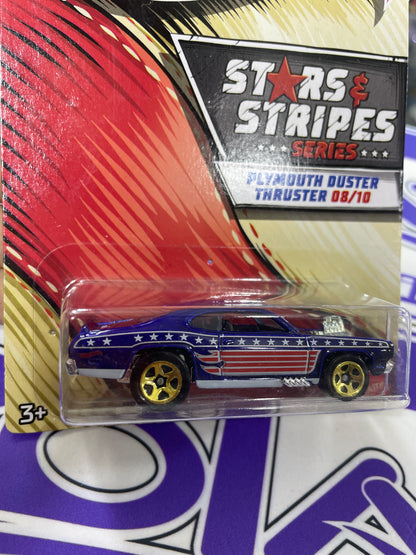 STARS &
STRIPES
SERIES
PLYMOUTH DUSTER
THRUSTER 08/10
3+